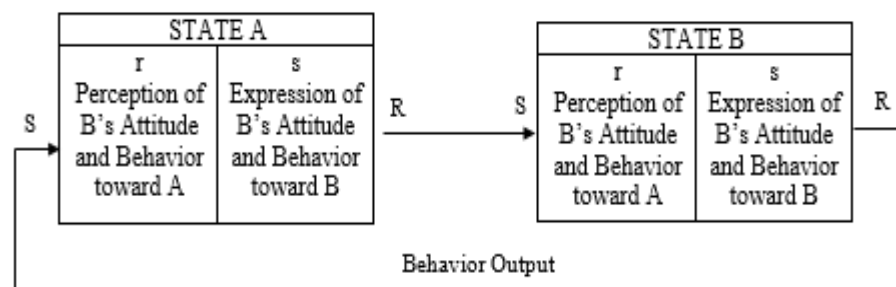 STATE A
r
Perception of
B’s Attitude
and Behavior
toward A
s
Expression of
B’s Attitude
and Behavior
toward B
S
R
S
STATE B
r
Perception of
B’s Attitude
and Behavior
toward A
s
Expression of
B’s Attitude
and Behavior
toward B
R
Behavior Output